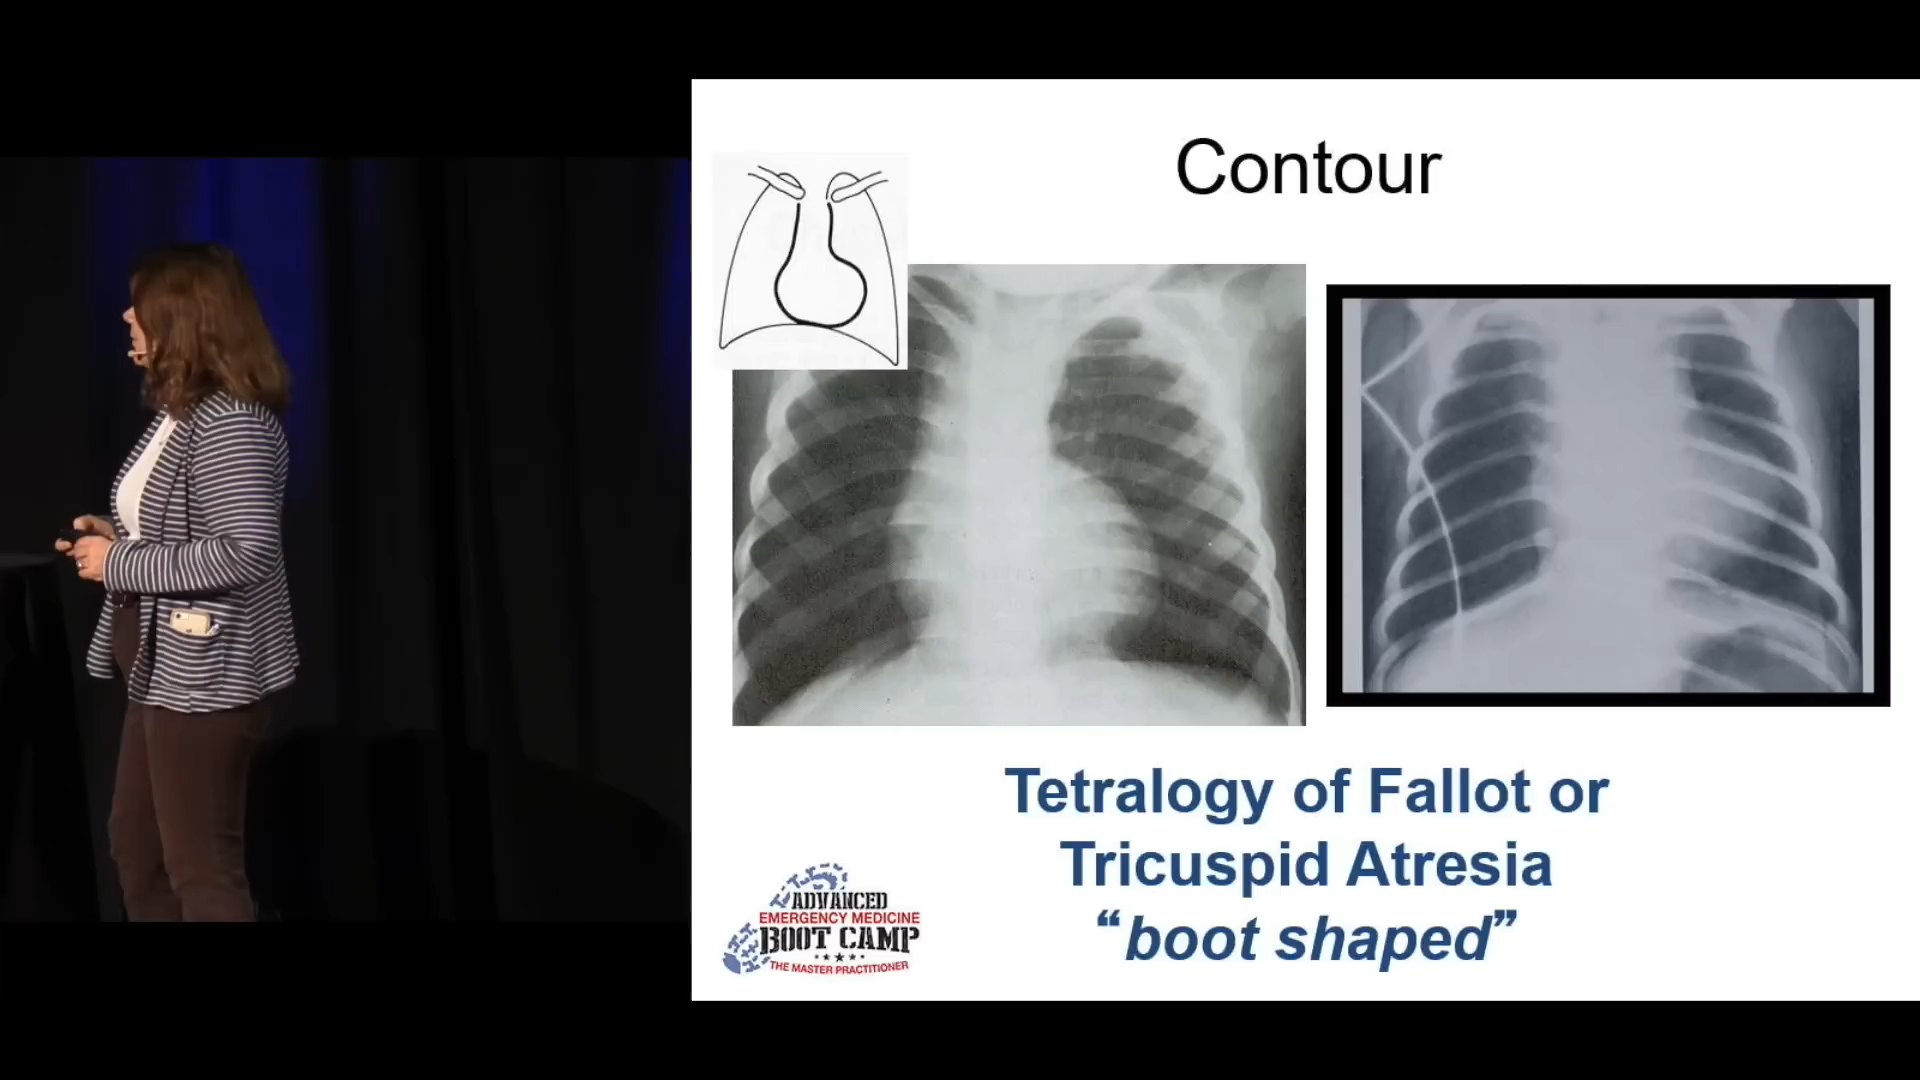 Contour
Tetralogy of Fallot or
Tricuspid Atresia
“boot shaped”
ADVANCED
EMERGENCY MEDICINE
BOOT CAMP
THE MASTER PRACTITIONER